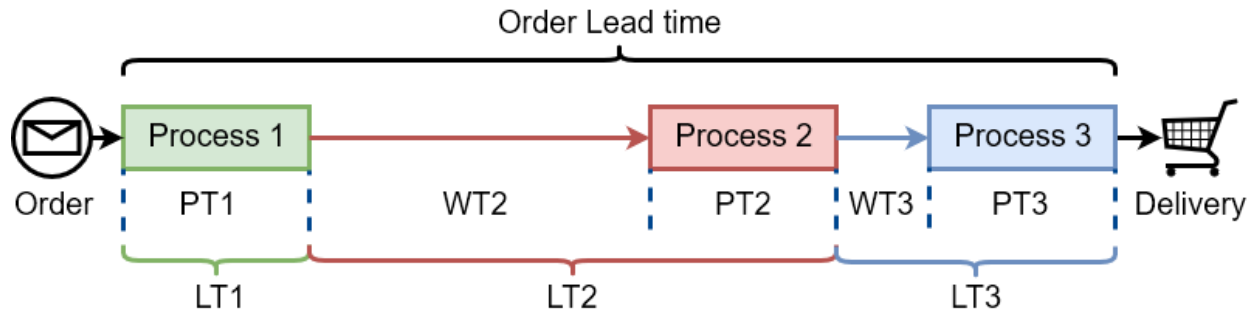 Order Lead time
Process 1
Process 2
Process 3
Order
PT1
WT2
PT2
WT3
PT3
Delivery
LT1
LT2
LT3